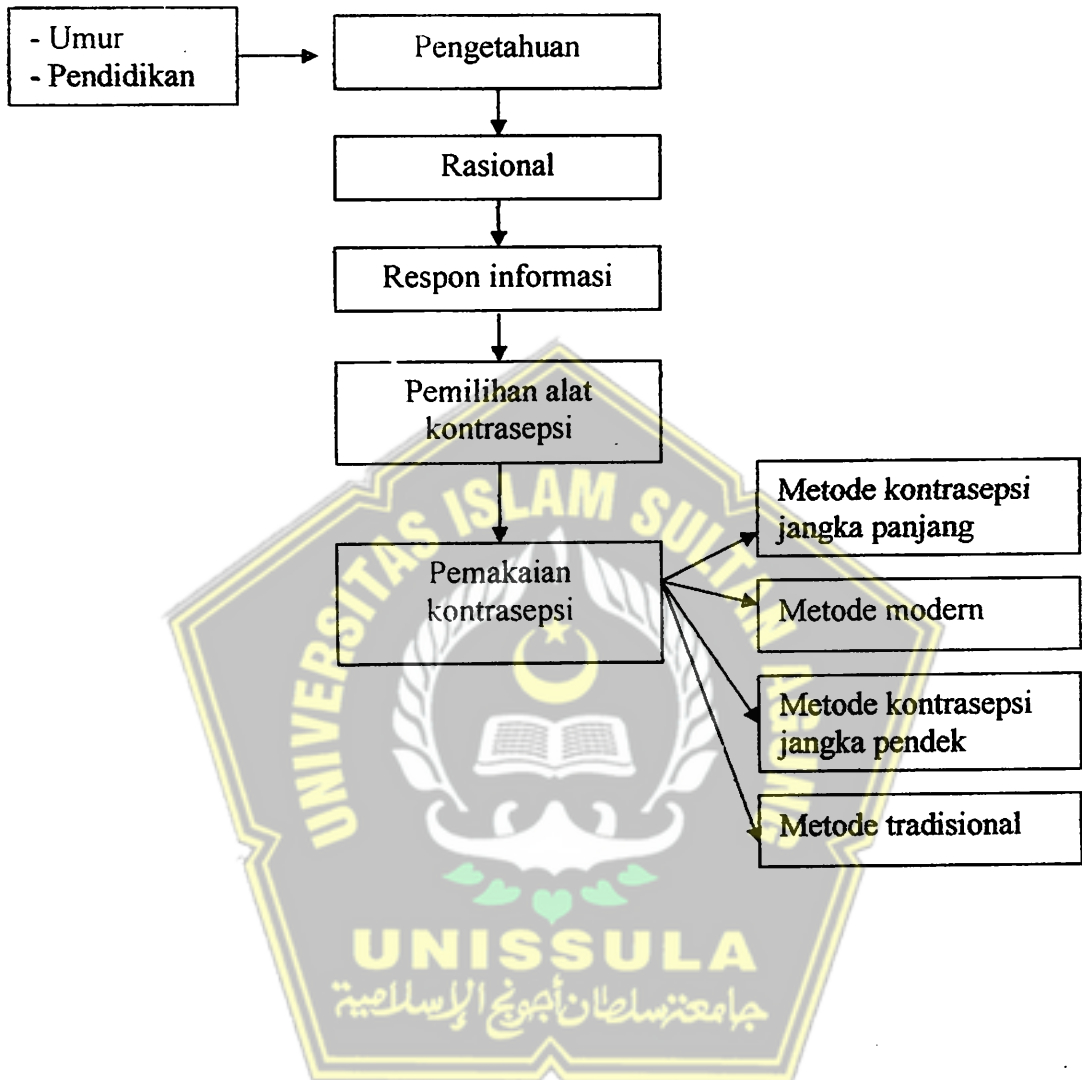 - Umur
- Pendidikan
Pengetahuan
Rasional
Respon informasi
Pemilihan alat
kontrasepsi
Pemakaian
kontrasepsi
Metode kontrasepsi
jangka panjang
Metode modern
Metode kontrasepsi
jangka pendek
Metode tradisional
UNIVERSITAS ISLAM SULTAN AGUNG
UNISSULA
جامعة سلطان أجونج الإسلامية